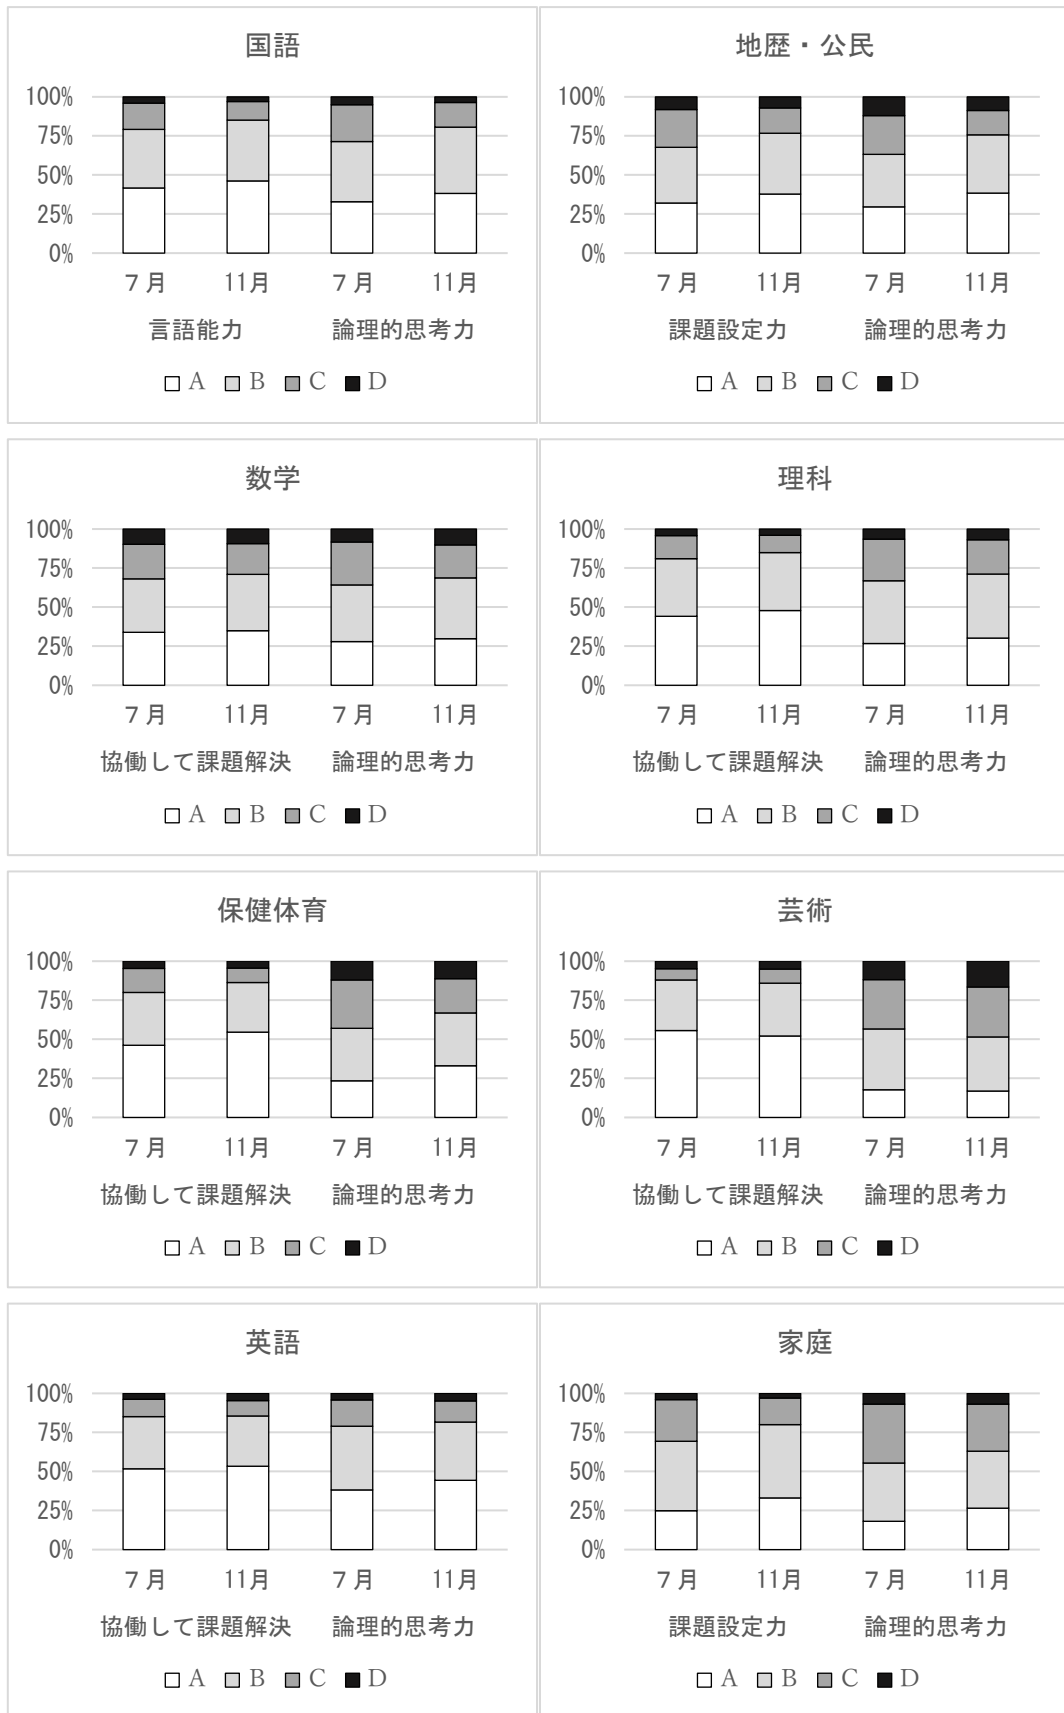 国語
100%
75%
50%
25%
0%
7月 11月 7月 11月
言語能力 論理的思考力
A B C D
地歴・公民
100%
75%
50%
25%
0%
7月 11月 7月 11月
課題設定力 論理的思考力
A B C D
数学
100%
75%
50%
25%
0%
7月 11月 7月 11月
協働して課題解決 論理的思考力
A B C D
理科
100%
75%
50%
25%
0%
7月 11月 7月 11月
協働して課題解決 論理的思考力
A B C D
保健体育
100%
75%
50%
25%
0%
7月 11月 7月 11月
協働して課題解決 論理的思考力
A B C D
芸術
100%
75%
50%
25%
0%
7月 11月 7月 11月
協働して課題解決 論理的思考力
A B C D
英語
100%
75%
50%
25%
0%
7月 11月 7月 11月
協働して課題解決 論理的思考力
A B C D
家庭
100%
75%
50%
25%
0%
7月 11月 7月 11月
課題設定力 論理的思考力
A B C D